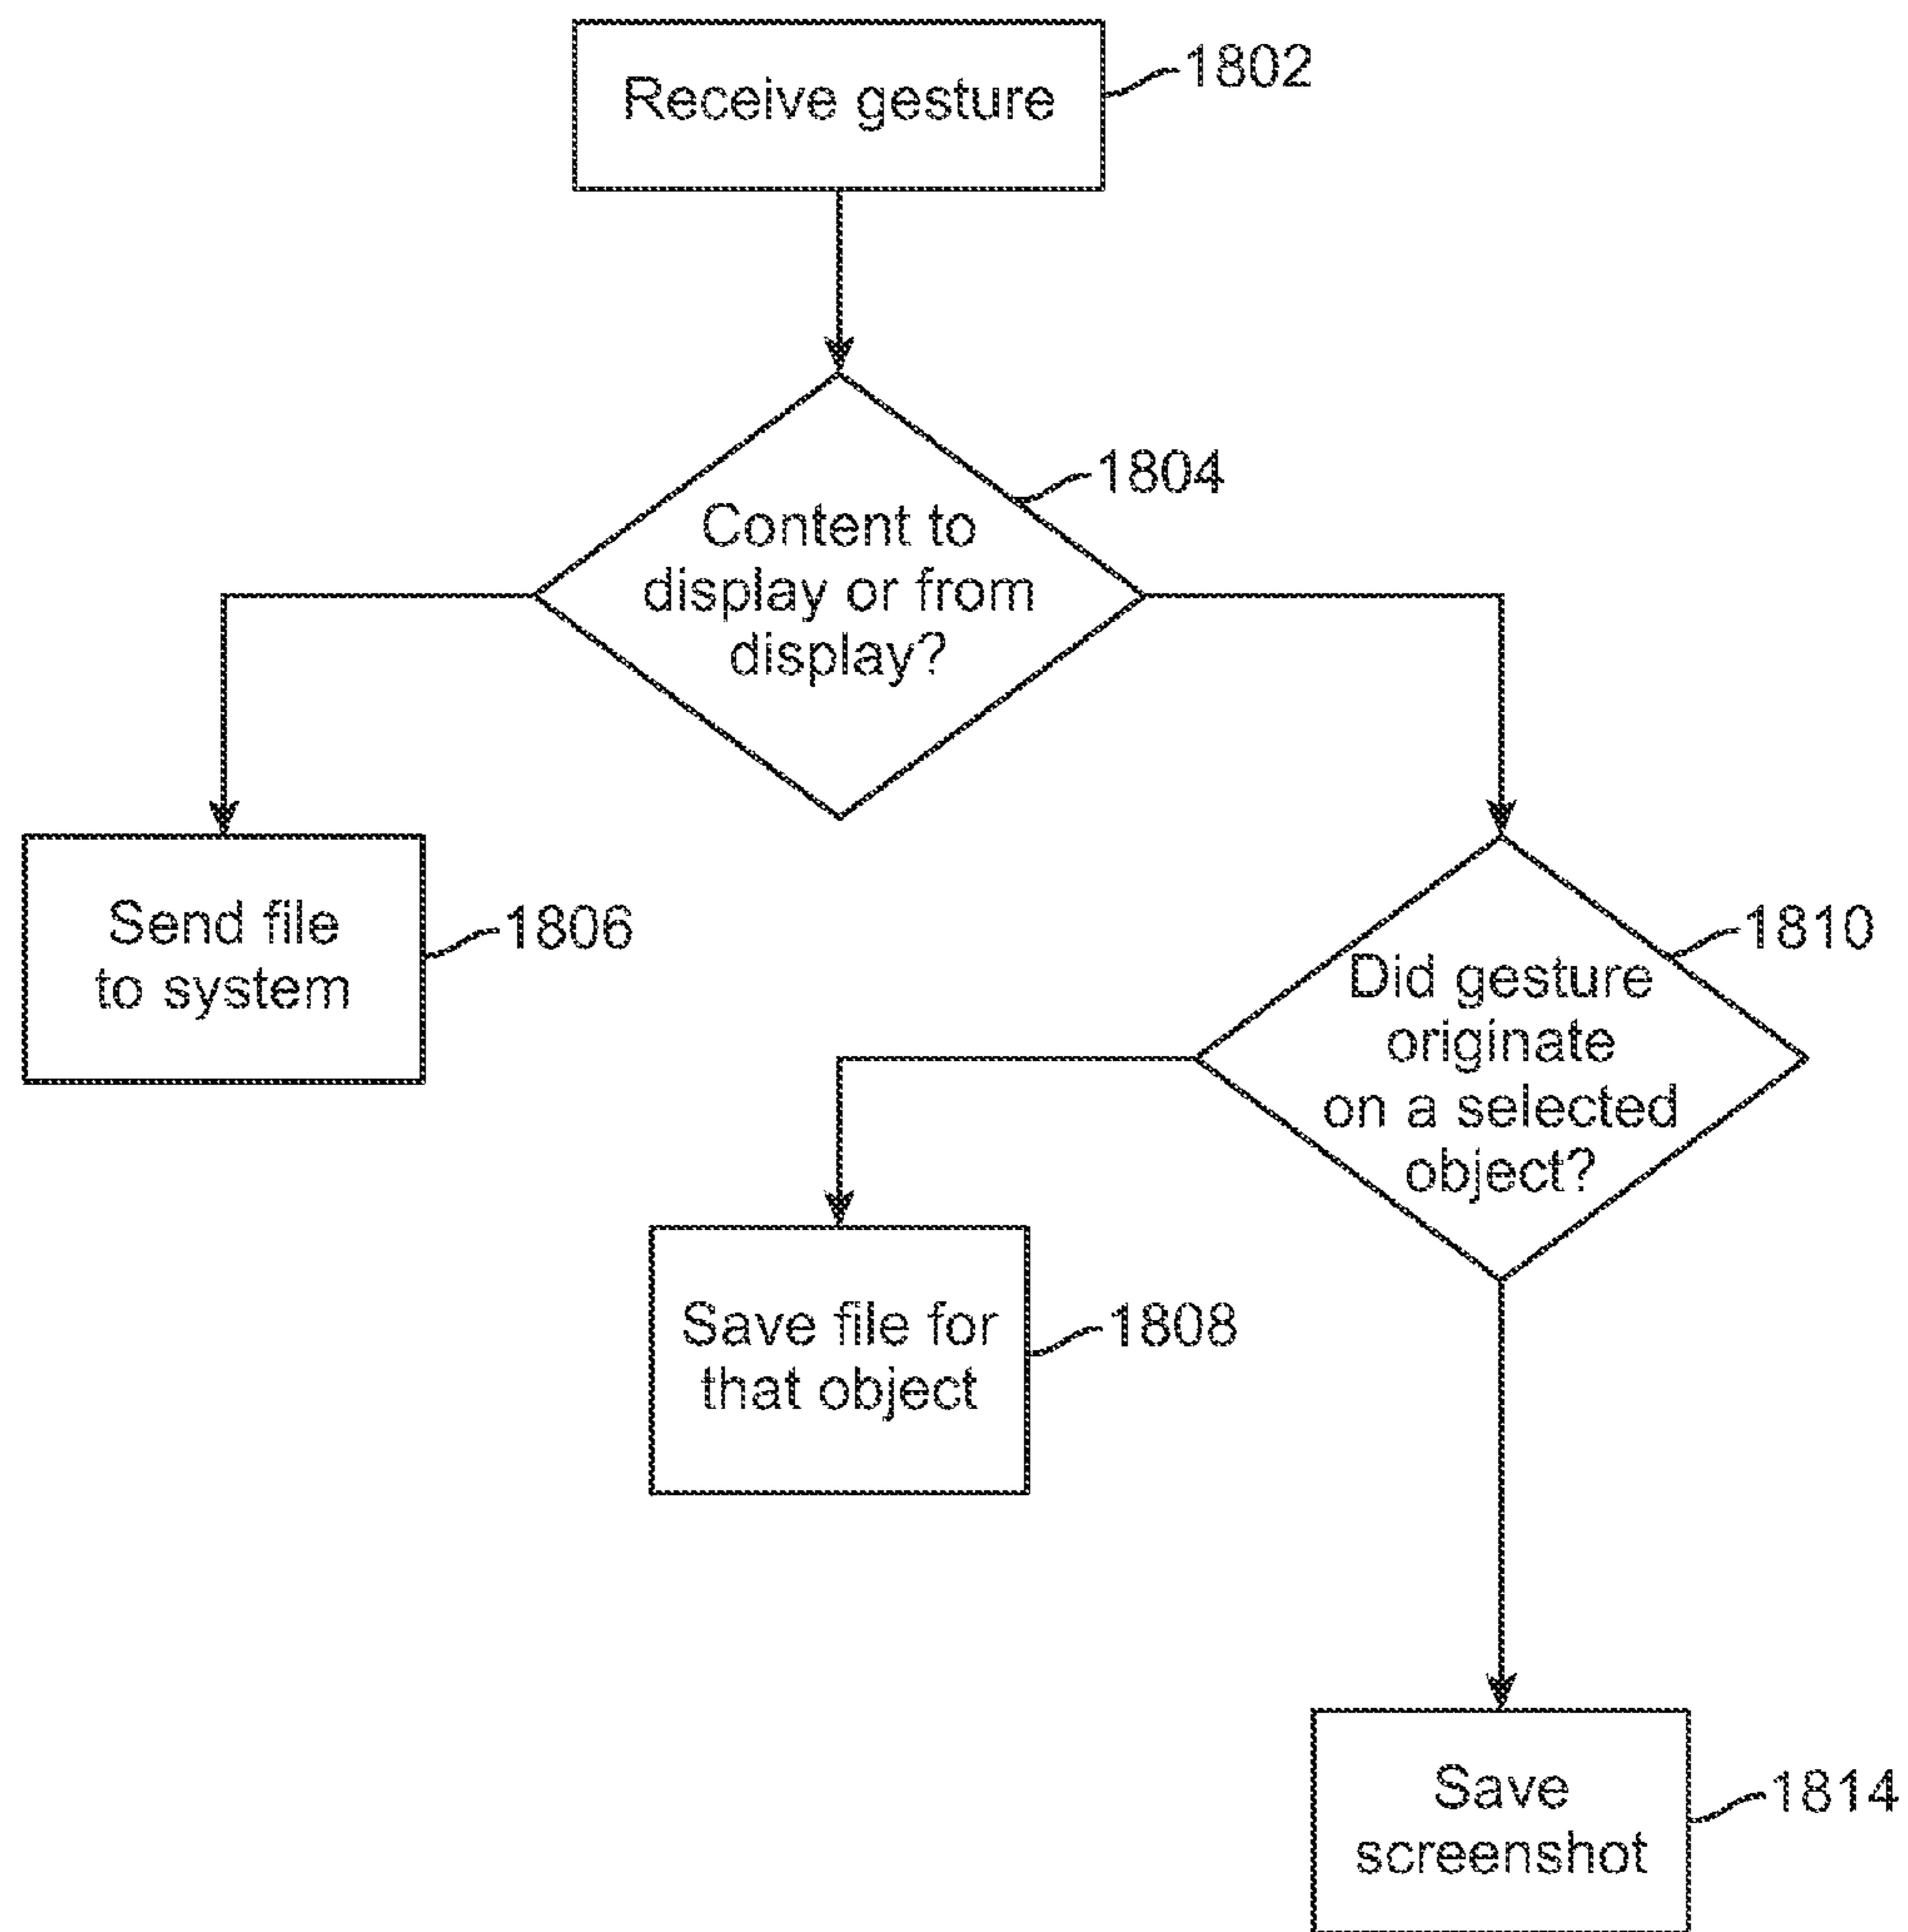 Receive gesture
1802
1804
Content to
display or from
display?
Send file
to system
1806
1810
Did gesture
originate
on a selected
object?
Save file for
that object
1808
Save
screenshot
1814